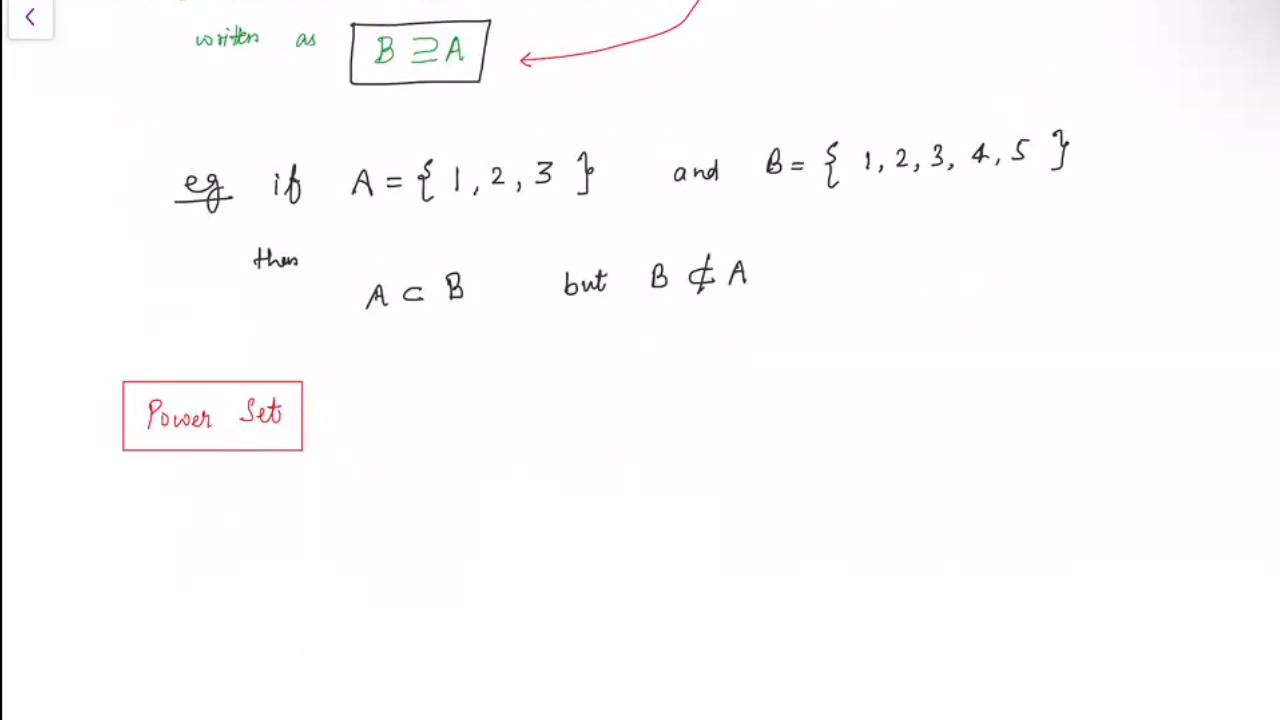 written as B ⊇ A
eg if A = { 1, 2, 3 } and B = { 1, 2, 3, 4, 5 }
then
A ⊂ B but B ⊄ A
Power Set